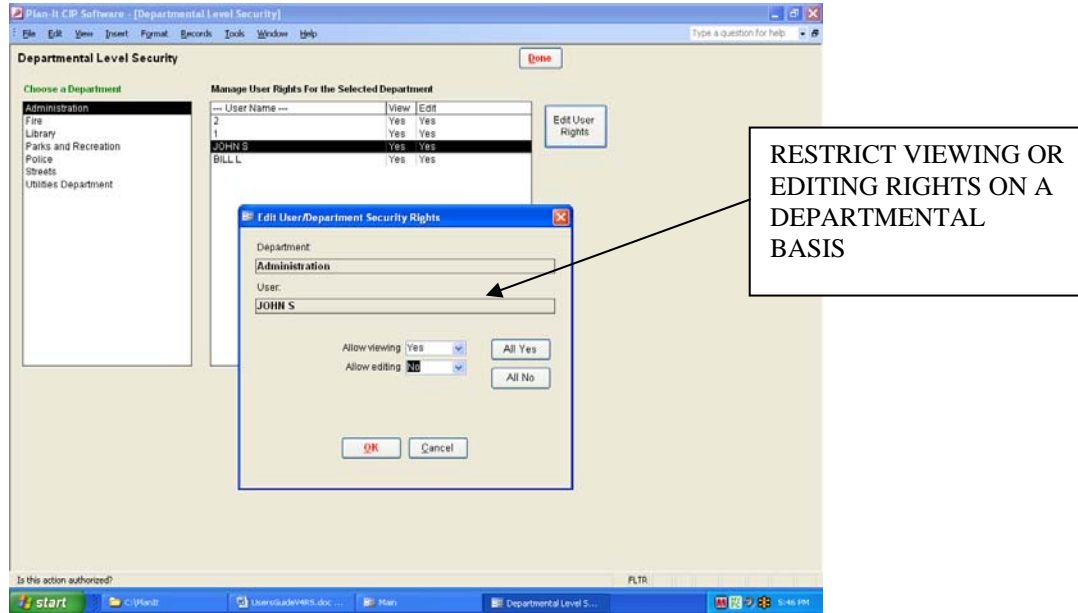 Plan-It CIP Software - [Departmental Level Security]
File Edit View Insert Format Records Tools Window Help
Type a question for help
Departmental Level Security
Done
Choose a Department
Administration
Fire
Library
Parks and Recreation
Police
Streets
Utilities Department
Manage User Rights For the Selected Department
--- User Name --- View Edit
2 Yes Yes
1 Yes Yes
JOHN S Yes Yes
BILL L Yes Yes
Edit User
Rights
Edit User/Department Security Rights
Department:
Administration
User:
JOHN S
Allow viewing Yes
Allow editing No
All Yes
All No
OK Cancel
RESTRICT VIEWING OR
EDITING RIGHTS ON A
DEPARTMENTAL
BASIS
Is this action authorized?
FLTR
start C:\PlanIt UsersGuideV4RS.doc ... Main Departmental Level S... 5:46 PM